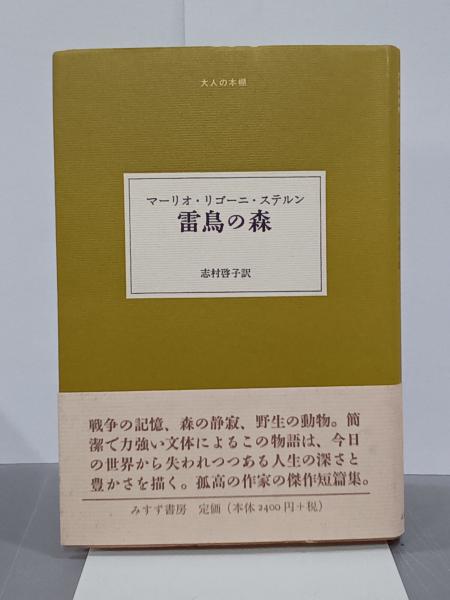 大人の本棚
マーリオ・リゴーニ・ステルン
雷鳥の森
志村啓子訳
戦争の記憶、森の静寂、野生の動物。簡
潔で力強い文体によるこの物語は、今日
の世界から失われつつある人生の深さと
豊かさを描く。孤高の作家の傑作短篇集。
みすず書房 定価（本体2400円＋税）